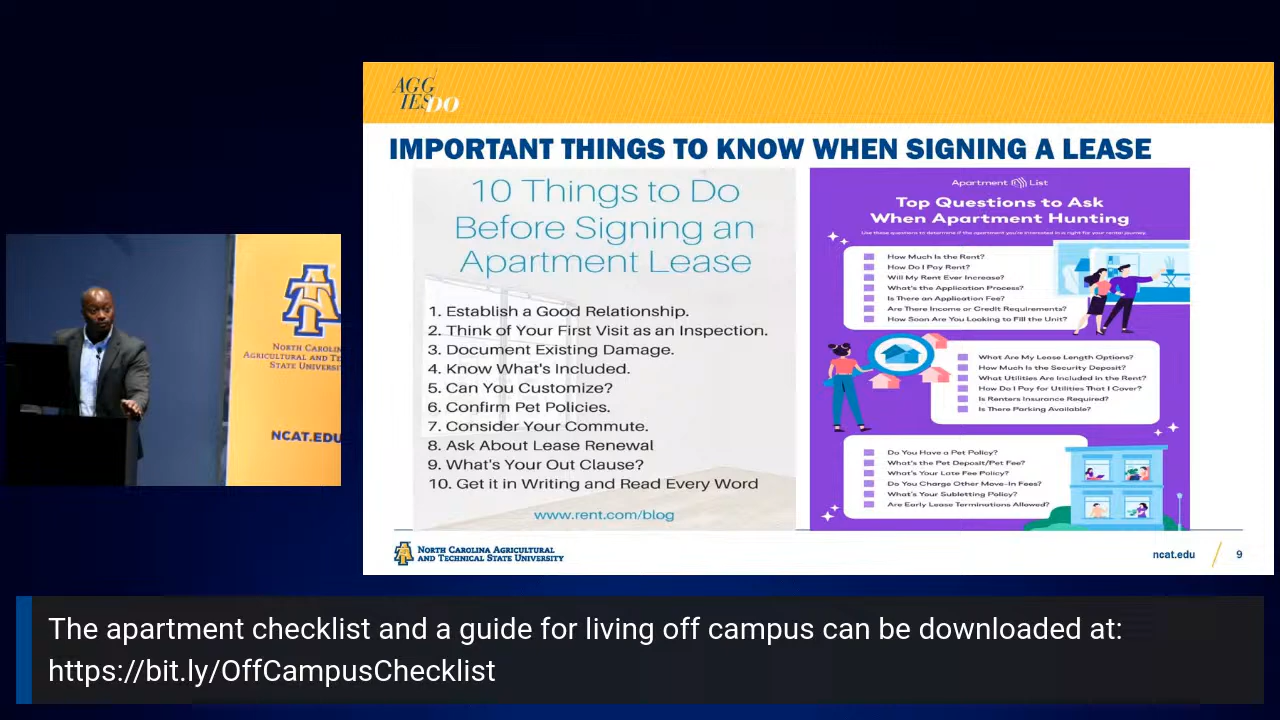 AGG
IES DO
IMPORTANT THINGS TO KNOW WHEN SIGNING A LEASE
10 Things to Do
Before Signing an
Apartment Lease
1. Establish a Good Relationship.
2. Think of Your First Visit as an Inspection.
3. Document Existing Damage.
4. Know What's Included.
5. Can You Customize?
6. Confirm Pet Policies.
7. Consider Your Commute.
8. Ask About Lease Renewal
9. What's Your Out Clause?
10. Get it in Writing and Read Every Word
www.rent.com/blog
Apartment List
Top Questions to Ask
When Apartment Hunting
Use these questions to determine if the apartment you're interested in is right for your rental journey.
How Much Is the Rent?
How Do I Pay Rent?
Will My Rent Ever Increase?
What's the Application Process?
Is There an Application Fee?
Are There Income or Credit Requirements?
How Soon Are You Looking to Fill the Unit?
What Are My Lease Length Options?
How Much Is the Security Deposit?
What Utilities Are Included in the Rent?
How Do I Pay for Utilities That I Cover?
Is Renters Insurance Required?
Is There Parking Available?
Do You Have a Pet Policy?
What's the Pet Deposit/Pet Fee?
What's Your Late Fee Policy?
Do You Charge Other Move-In Fees?
What's Your Subletting Policy?
Are Early Lease Terminations Allowed?
NORTH CAROLINA AGRICULTURAL
AND TECHNICAL STATE UNIVERSITY
ncat.edu
9
NORTH CAROLIN
AGRICULTURAL AND TE
STATE UNIVERSIT
NCAT.EDU
The apartment checklist and a guide for living off campus can be downloaded at:
https://bit.ly/OffCampusChecklist